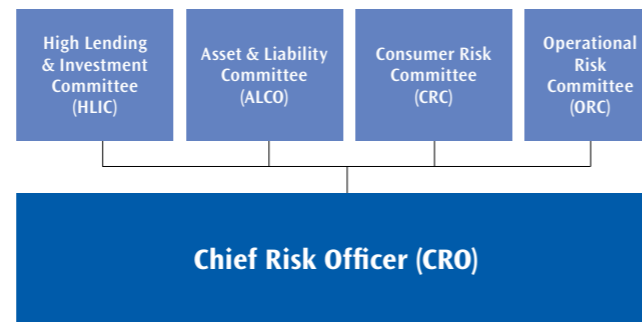 High Lending
& Investment
Committee
(HLIC)
Asset & Liability
Committee
(ALCO)
Consumer Risk
Committee
(CRC)
Operational
Risk
Committee
(ORC)
Chief Risk Officer (CRO)